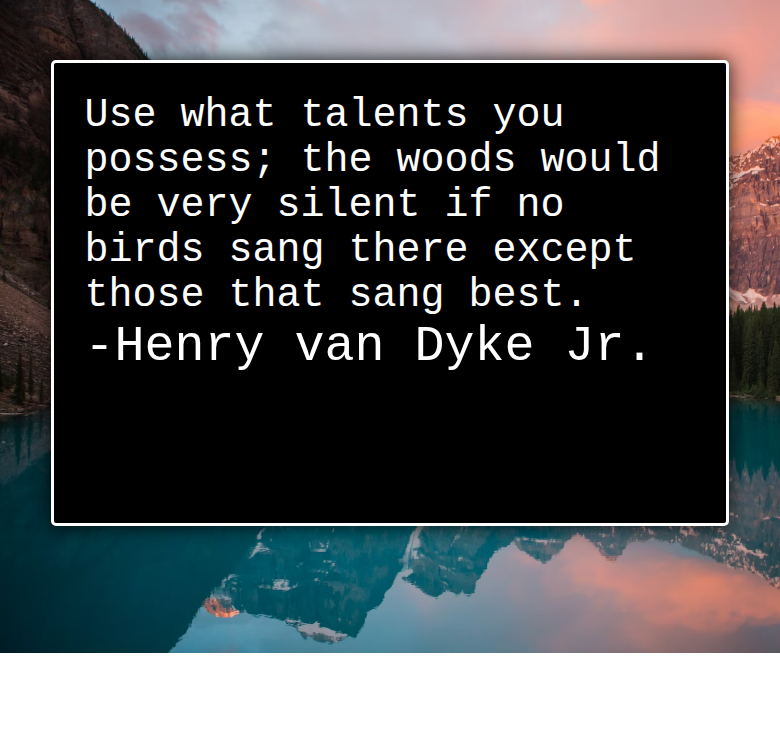 Use what talents you
possess; the woods would
be very silent if no
birds sang there except
those that sang best.
-Henry van Dyke Jr.